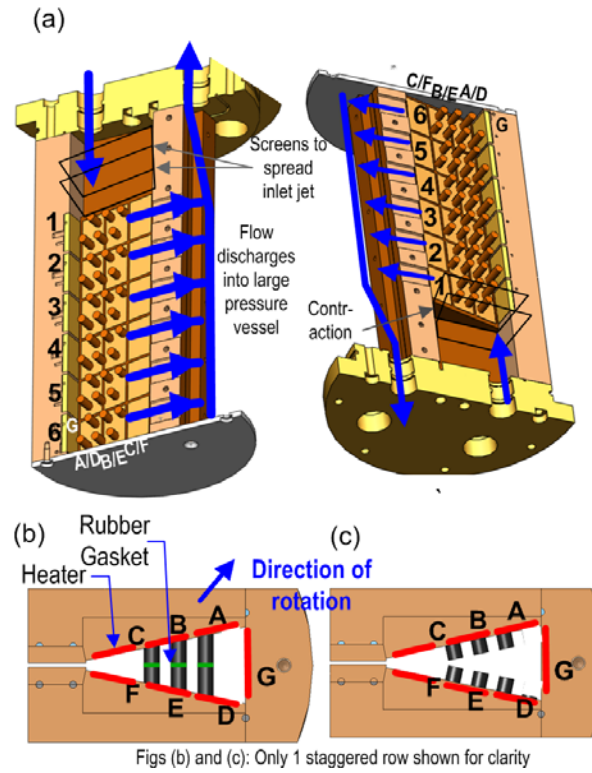 (a)
Screens to
spread
inlet jet
Flow
discharges
into large
pressure
vessel
1
2
3
4
5
6
G
A/D B/E C/F
C/F B/E A/D
G
6
5
4
3
2
1
Contr-
action
(b)
Rubber
Gasket
Heater
Direction of
rotation
A
B
C
G
F
E
D
(c)
A
B
C
G
F
E
D
Figs (b) and (c): Only 1 staggered row shown for clarity